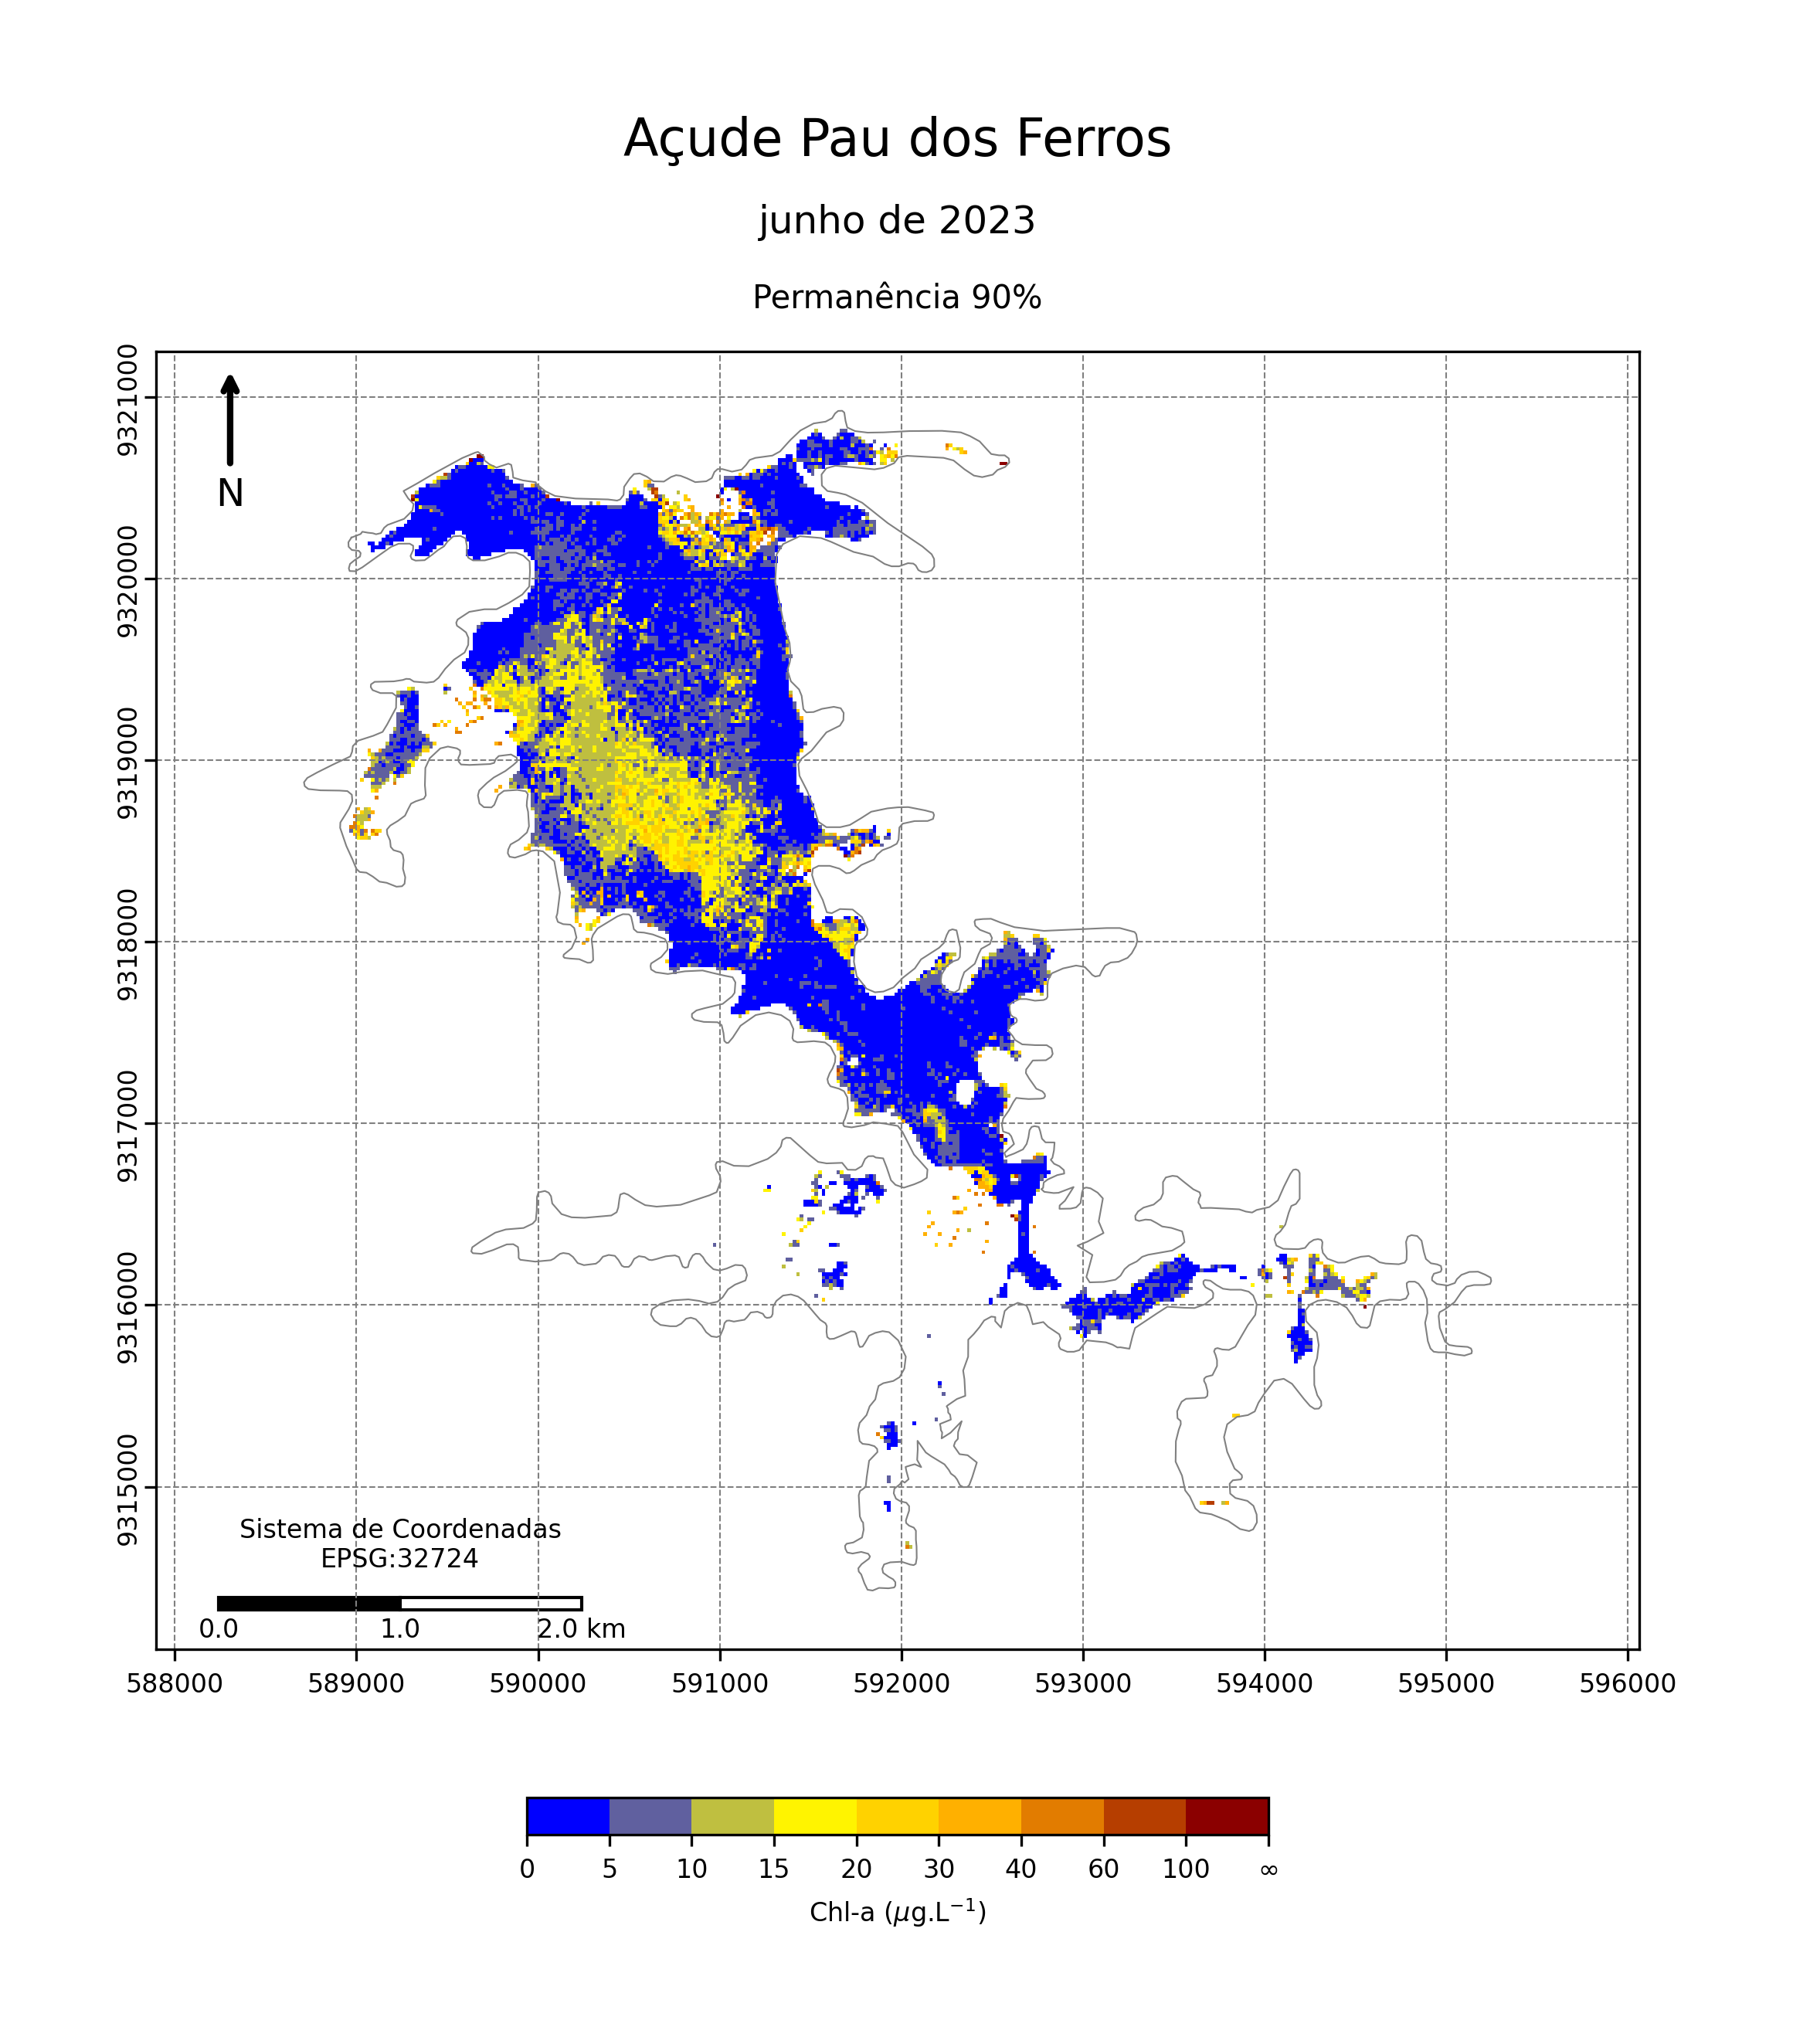 Açude Pau dos Ferros
junho de 2023
Permanência 90%
9321000
9320000
9319000
9318000
9317000
9316000
9315000
N
Sistema de Coordenadas
EPSG:32724
0.0 1.0 2.0 km
588000 589000 590000 591000 592000 593000 594000 595000 596000
0 5 10 15 20 30 40 60 100 ∞
Chl-a (μg.L⁻¹)